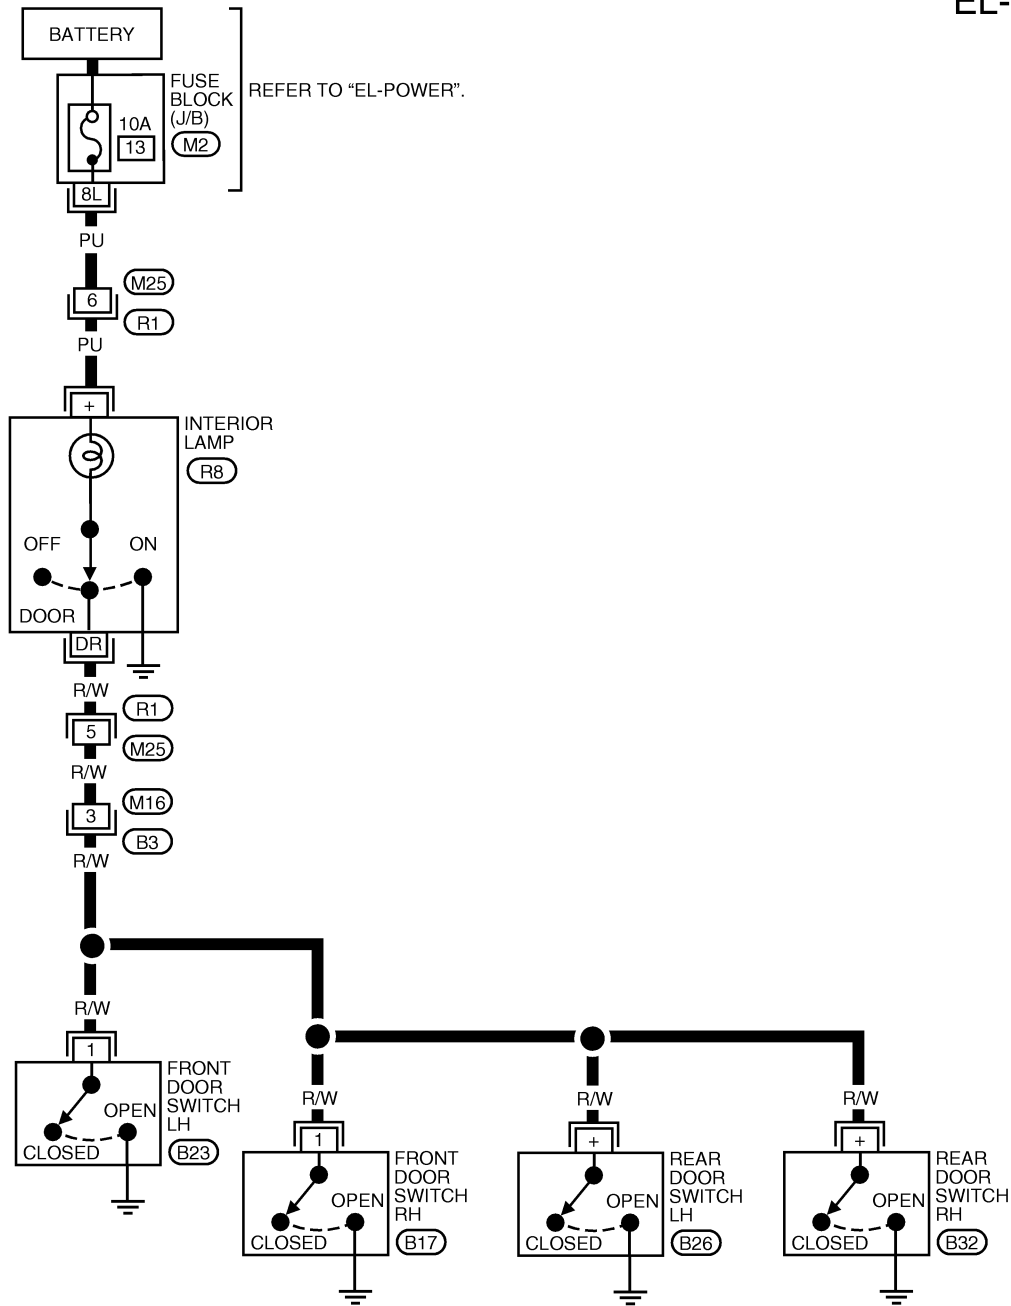 EL-
BATTERY
FUSE
BLOCK
(J/B)
REFER TO “EL-POWER”.
10A
13
M2
8L
PU
M25
6
R1
PU
+
INTERIOR
LAMP
R8
OFF
ON
DOOR
DR
R/W
R1
5
M25
R/W
M16
3
B3
R/W
R/W
1
FRONT
DOOR
SWITCH
LH
OPEN
CLOSED
B23
R/W
1
FRONT
DOOR
SWITCH
RH
OPEN
CLOSED
B17
R/W
+
REAR
DOOR
SWITCH
LH
OPEN
CLOSED
B26
R/W
+
REAR
DOOR
SWITCH
RH
OPEN
CLOSED
B32